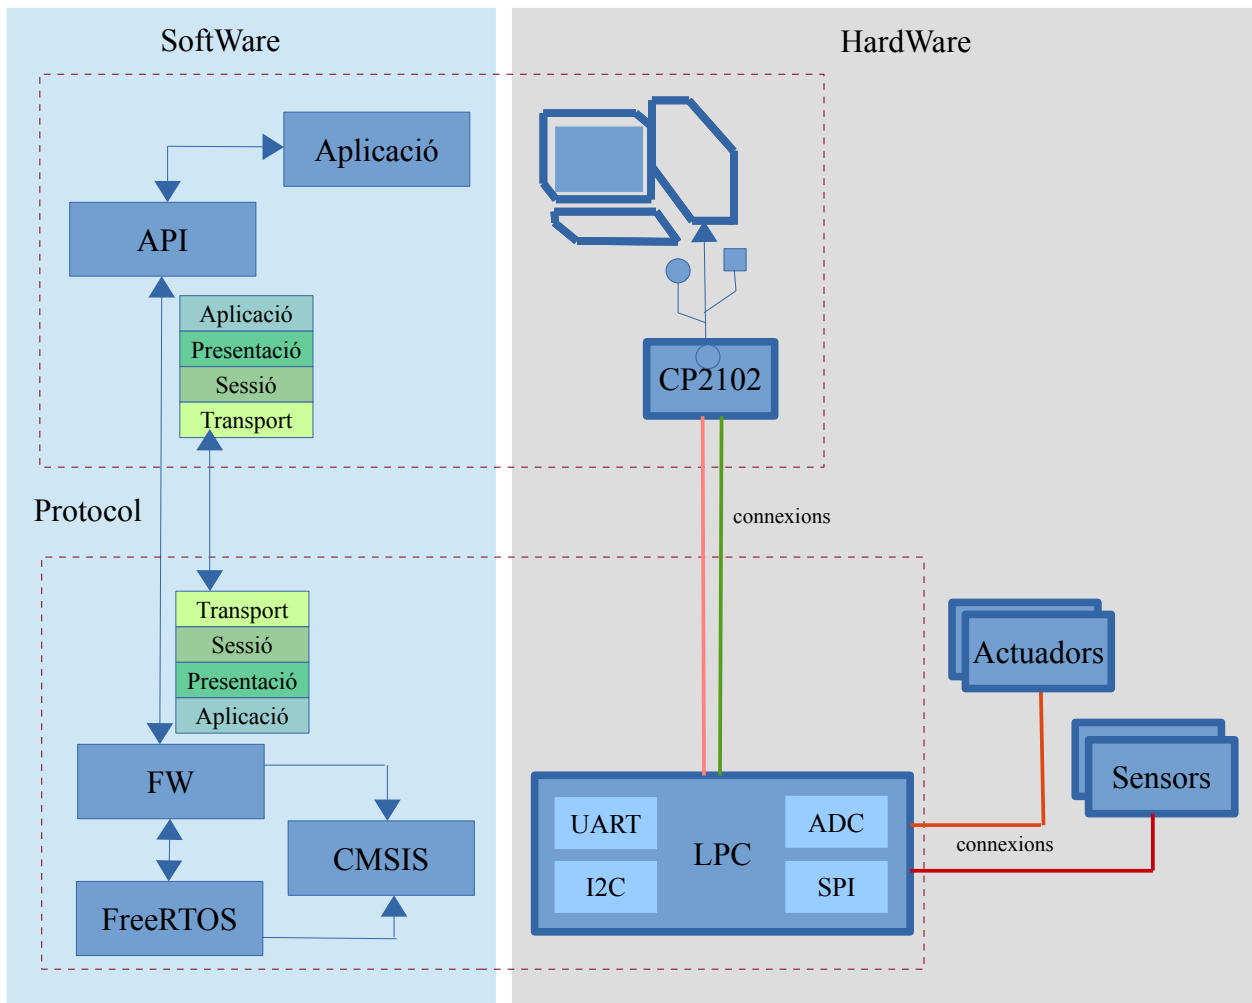 SoftWare
HardWare
Aplicació
API
Aplicació
Presentació
Sessió
Transport
CP2102
Protocol
connexions
Transport
Sessió
Presentació
Aplicació
Actuadors
Sensors
FW
CMSIS
FreeRTOS
UART
ADC
LPC
I2C
SPI
connexions